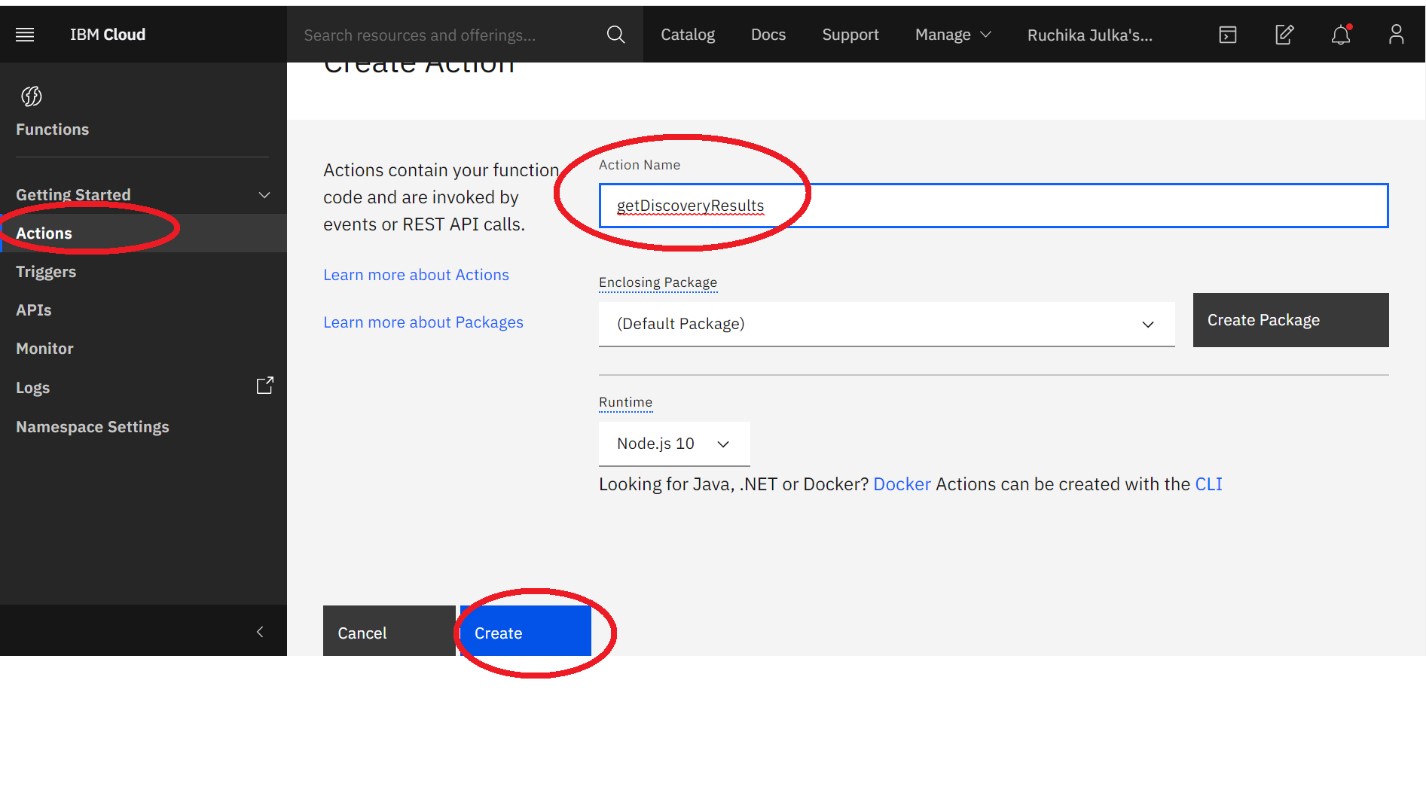 IBM Cloud
Search resources and offerings...
Catalog
Docs
Support
Manage
Ruchika Julka's...
Functions
Getting Started
Actions
Triggers
APIs
Monitor
Logs
Namespace Settings
Create Action
Actions contain your function
code and are invoked by
events or REST API calls.
Learn more about Actions
Learn more about Packages
Action Name
getDiscoveryResults
Enclosing Package
(Default Package)
Create Package
Runtime
Node.js 10
Looking for Java, .NET or Docker? Docker Actions can be created with the CLI
Cancel
Create